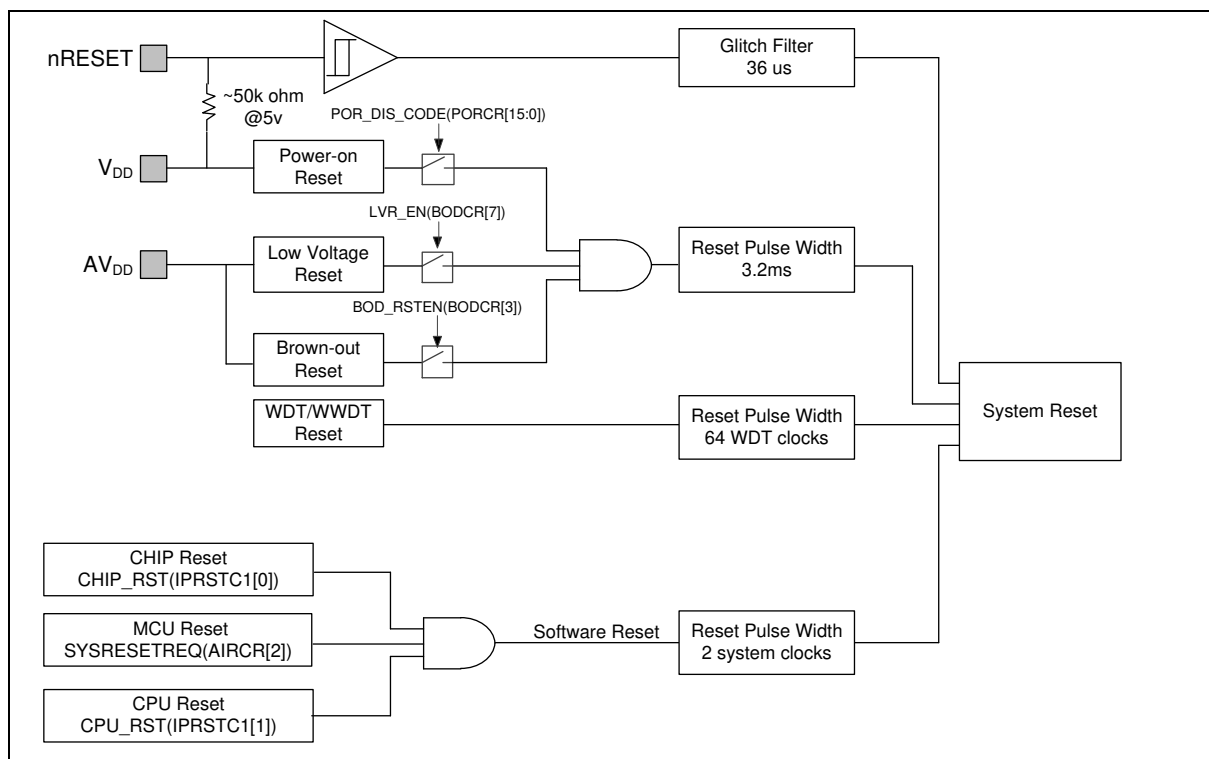 nRESET
Glitch Filter
36 us
~50k ohm
@5v
POR_DIS_CODE(PORCR[15:0])
VDD
Power-on
Reset
LVR_EN(BODCR[7])
AVDD
Low Voltage
Reset
Reset Pulse Width
3.2ms
BOD_RSTEN(BODCR[3])
Brown-out
Reset
WDT/WWDT
Reset
Reset Pulse Width
64 WDT clocks
System Reset
CHIP Reset
CHIP_RST(IPRSTC1[0])
MCU Reset
SYSRESETREQ(AIRCR[2])
Software Reset
Reset Pulse Width
2 system clocks
CPU Reset
CPU_RST(IPRSTC1[1])